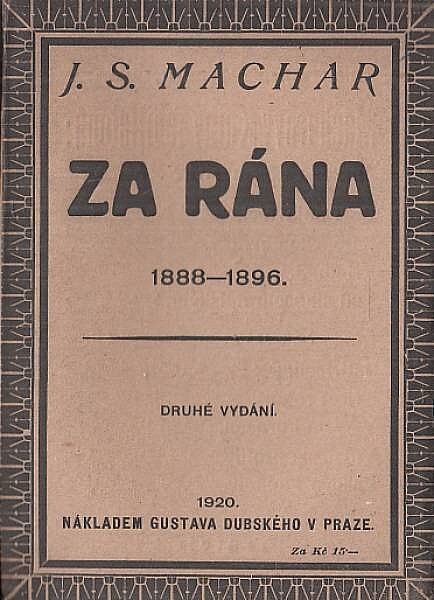 J. S. MACHAR
ZA RÁNA
1888—1896.
DRUHÉ VYDÁNÍ.
1920.
NÁKLADEM GUSTAVA DUBSKÉHO V PRAZE.
Za Kč 15·—